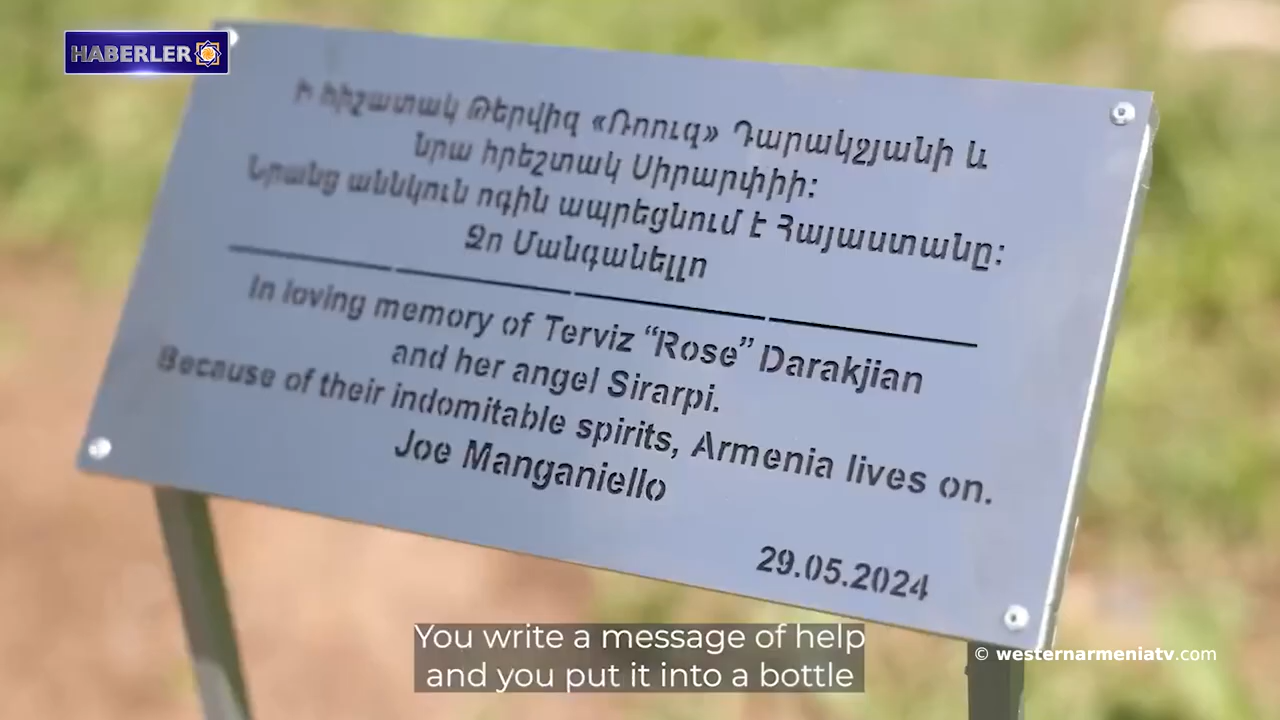 HABERLER
Ի հիշատակ Թերվիզ «Ռոուզ» Դարակջյանի և
նրա հրեշտակ Սիրարփիի:
Նրանց աննկուն ոգին ապրեցնում է Հայաստանը:
Ջո Մանգանելլո
In loving memory of Terviz “Rose” Darakjian
and her angel Sirarpi.
Because of their indomitable spirits, Armenia lives on.
Joe Manganiello
29.05.2024
You write a message of help
and you put it into a bottle
© westernarmeniatv.com